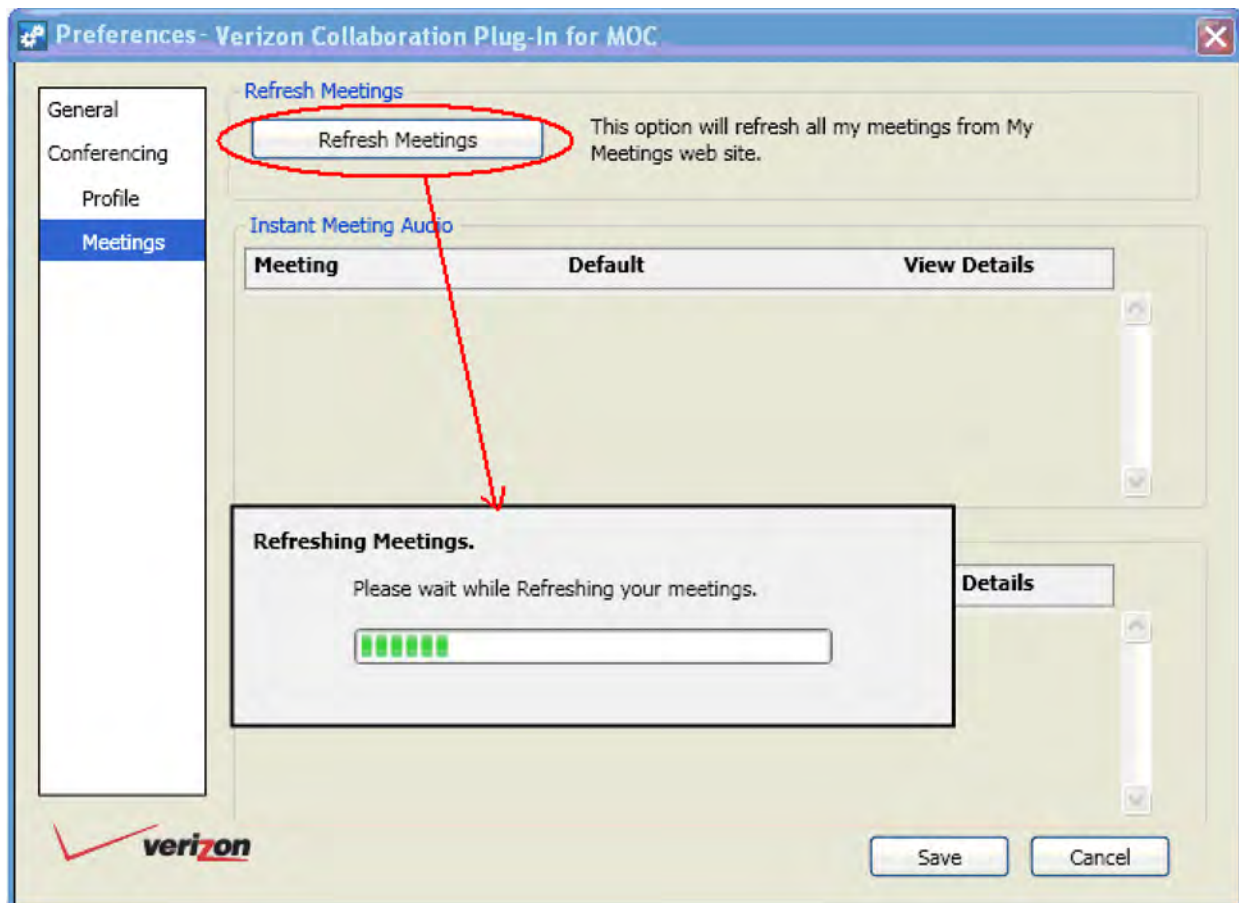 Preferences - Verizon Collaboration Plug-In for MOC
General
Conferencing
Profile
Meetings
Refresh Meetings
Refresh Meetings
This option will refresh all my meetings from My
Meetings web site.
Instant Meeting Audio
Meeting Default View Details
Refreshing Meetings.
Please wait while Refreshing your meetings.
Details
verizon
Save
Cancel